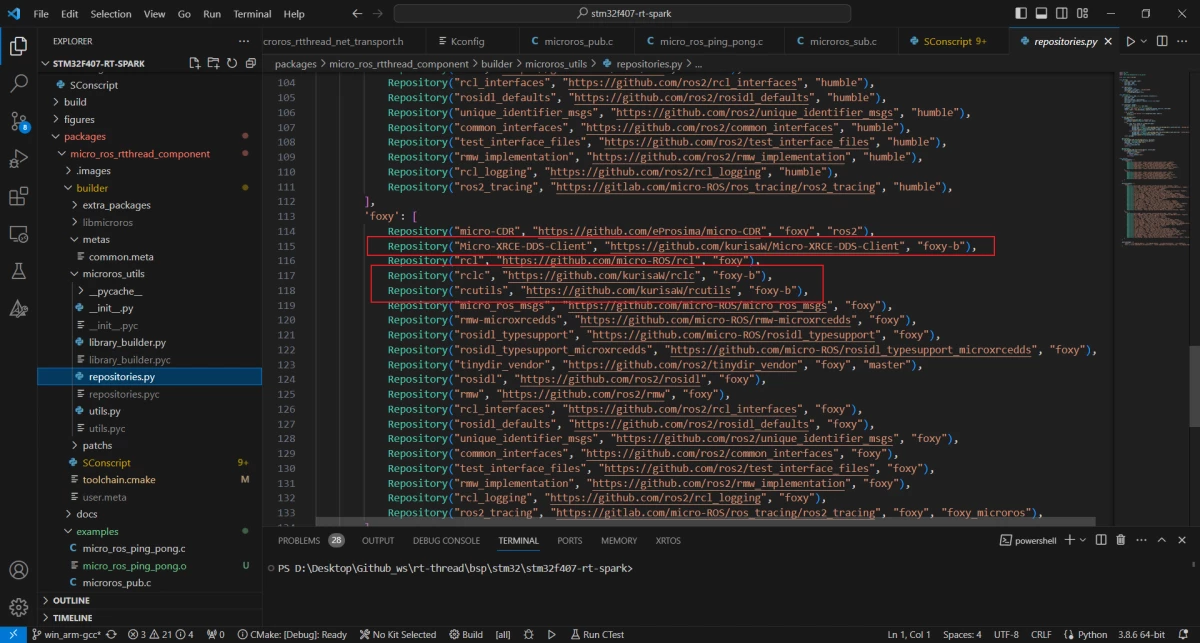 File Edit Selection View Go Run Terminal Help
stm32f407-rt-spark
EXPLORER
STM32F407-RT-SPARK
SConscript
build
figures
packages
micro_ros_rtthread_component
.images
builder
extra_packages
libmicroros
metas
common.meta
microros_utils
__pycache__
__init__.py
__init__.pyc
library_builder.py
library_builder.pyc
repositories.py
repositories.pyc
utils.py
utils.pyc
patchs
SConscript 9+
toolchain.cmake M
user.meta
docs
examples
micro_ros_ping_pong.c
micro_ros_ping_pong.o U
microros_pub.c
OUTLINE
TIMELINE
croros_rtthread_net_transport.h Kconfig microros_pub.c micro_ros_ping_pong.c microros_sub.c SConscript 9+ repositories.py
packages > micro_ros_rtthread_component > builder > microros_utils > repositories.py > ...
104 Repository("rcl_interfaces", "https://github.com/ros2/rcl_interfaces", "humble"),
105 Repository("rosidl_defaults", "https://github.com/ros2/rosidl_defaults", "humble"),
106 Repository("unique_identifier_msgs", "https://github.com/ros2/unique_identifier_msgs", "humble"),
107 Repository("common_interfaces", "https://github.com/ros2/common_interfaces", "humble"),
108 Repository("test_interface_files", "https://github.com/ros2/test_interface_files", "humble"),
109 Repository("rmw_implementation", "https://github.com/ros2/rmw_implementation", "humble"),
110 Repository("rcl_logging", "https://github.com/ros2/rcl_logging", "humble"),
111 Repository("ros2_tracing", "https://gitlab.com/micro-ROS/ros_tracing/ros2_tracing", "humble"),
112 ],
113 'foxy': [
114 Repository("micro-CDR", "https://github.com/eProsima/micro-CDR", "foxy", "ros2"),
115 Repository("Micro-XRCE-DDS-Client", "https://github.com/kurisaW/Micro-XRCE-DDS-Client", "foxy-b"),
116 Repository("rcl", "https://github.com/micro-ROS/rcl", "foxy"),
117 Repository("rclc", "https://github.com/kurisaW/rclc", "foxy-b"),
118 Repository("rcutils", "https://github.com/kurisaW/rcutils", "foxy-b"),
119 Repository("micro_ros_msgs", "https://github.com/micro-ROS/micro_ros_msgs", "foxy"),
120 Repository("rmw-microxrcedds", "https://github.com/micro-ROS/rmw-microxrcedds", "foxy"),
121 Repository("rosidl_typesupport", "https://github.com/micro-ROS/rosidl_typesupport", "foxy"),
122 Repository("rosidl_typesupport_microxrcedds", "https://github.com/micro-ROS/rosidl_typesupport_microxrcedds", "foxy"),
123 Repository("tinydir_vendor", "https://github.com/ros2/tinydir_vendor", "foxy", "master"),
124 Repository("rosidl", "https://github.com/ros2/rosidl", "foxy"),
125 Repository("rmw", "https://github.com/ros2/rmw", "foxy"),
126 Repository("rcl_interfaces", "https://github.com/ros2/rcl_interfaces", "foxy"),
127 Repository("rosidl_defaults", "https://github.com/ros2/rosidl_defaults", "foxy"),
128 Repository("unique_identifier_msgs", "https://github.com/ros2/unique_identifier_msgs", "foxy"),
129 Repository("common_interfaces", "https://github.com/ros2/common_interfaces", "foxy"),
130 Repository("test_interface_files", "https://github.com/ros2/test_interface_files", "foxy"),
131 Repository("rmw_implementation", "https://github.com/ros2/rmw_implementation", "foxy"),
132 Repository("rcl_logging", "https://github.com/ros2/rcl_logging", "foxy"),
133 Repository("ros2_tracing", "https://gitlab.com/micro-ROS/ros_tracing/ros2_tracing", "foxy", "foxy_microros"),
PROBLEMS 28 OUTPUT DEBUG CONSOLE TERMINAL PORTS MEMORY XRTOS powershell
PS D:\Desktop\Github_ws\rt-thread\bsp\stm32\stm32f407-rt-spark>
win_arm-gcc* 3 21 4 0 CMake: [Debug]: Ready No Kit Selected Build [all] Run CTest Ln 1, Col 1 Spaces: 4 UTF-8 CRLF Python 3.8.6 64-bit